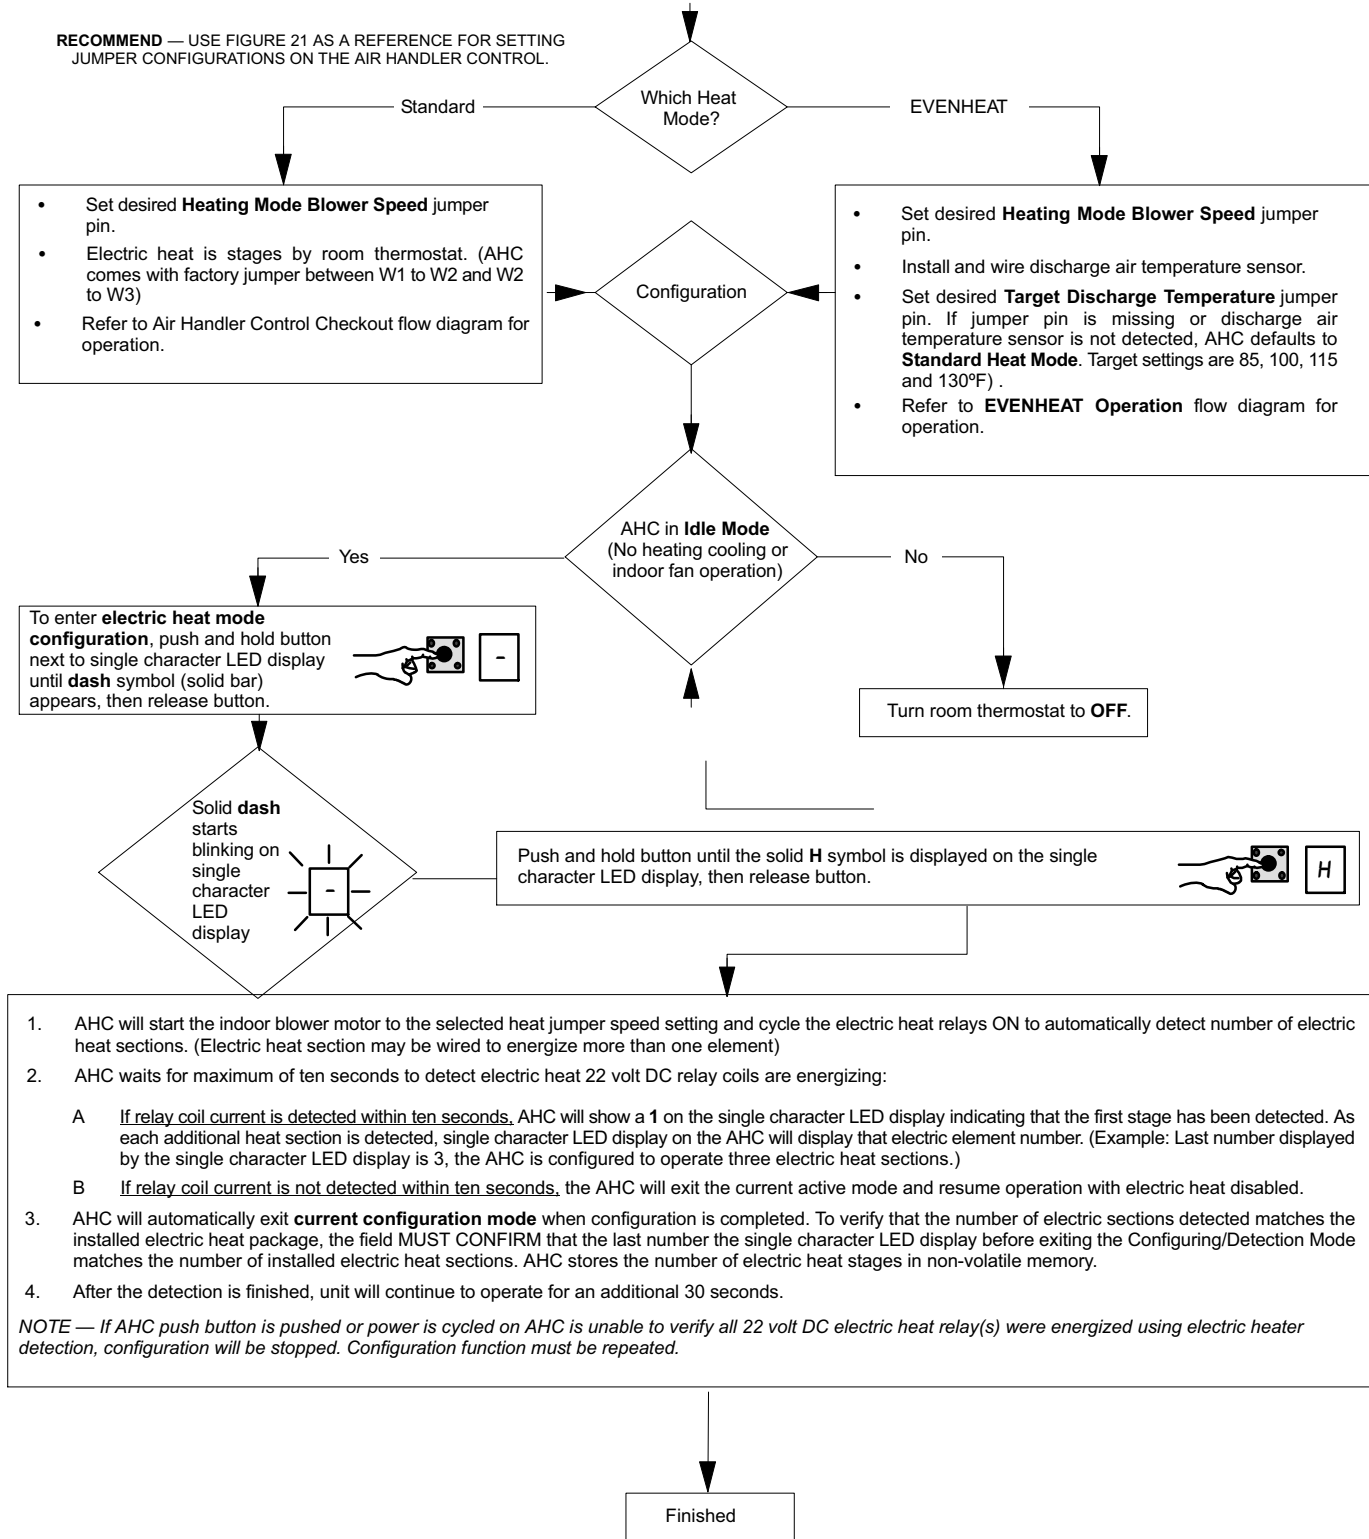 RECOMMEND — USE FIGURE 21 AS A REFERENCE FOR SETTING
JUMPER CONFIGURATIONS ON THE AIR HANDLER CONTROL.
Which Heat
Mode?
Standard
EVENHEAT
• Set desired Heating Mode Blower Speed jumper
pin.
• Electric heat is stages by room thermostat. (AHC
comes with factory jumper between W1 to W2 and W2
to W3)
• Refer to Air Handler Control Checkout flow diagram for
operation.
Configuration
• Set desired Heating Mode Blower Speed jumper
pin.
• Install and wire discharge air temperature sensor.
• Set desired Target Discharge Temperature jumper
pin. If jumper pin is missing or discharge air
temperature sensor is not detected, AHC defaults to
Standard Heat Mode. Target settings are 85, 100, 115
and 130ºF) .
• Refer to EVENHEAT Operation flow diagram for
operation.
AHC in Idle Mode
(No heating cooling or
indoor fan operation)
Yes
No
To enter electric heat mode
configuration, push and hold button
next to single character LED display
until dash symbol (solid bar)
appears, then release button.
-
Turn room thermostat to OFF.
Solid dash
starts
blinking on
single
character
LED
display
-
Push and hold button until the solid H symbol is displayed on the single
character LED display, then release button.
H
1. AHC will start the indoor blower motor to the selected heat jumper speed setting and cycle the electric heat relays ON to automatically detect number of electric
heat sections. (Electric heat section may be wired to energize more than one element)
2. AHC waits for maximum of ten seconds to detect electric heat 22 volt DC relay coils are energizing:
A If relay coil current is detected within ten seconds, AHC will show a 1 on the single character LED display indicating that the first stage has been detected. As
each additional heat section is detected, single character LED display on the AHC will display that electric element number. (Example: Last number displayed
by the single character LED display is 3, the AHC is configured to operate three electric heat sections.)
B If relay coil current is not detected within ten seconds, the AHC will exit the current active mode and resume operation with electric heat disabled.
3. AHC will automatically exit current configuration mode when configuration is completed. To verify that the number of electric sections detected matches the
installed electric heat package, the field MUST CONFIRM that the last number the single character LED display before exiting the Configuring/Detection Mode
matches the number of installed electric heat sections. AHC stores the number of electric heat stages in non-volatile memory.
4. After the detection is finished, unit will continue to operate for an additional 30 seconds.
NOTE — If AHC push button is pushed or power is cycled on AHC is unable to verify all 22 volt DC electric heat relay(s) were energized using electric heater
detection, configuration will be stopped. Configuration function must be repeated.
Finished